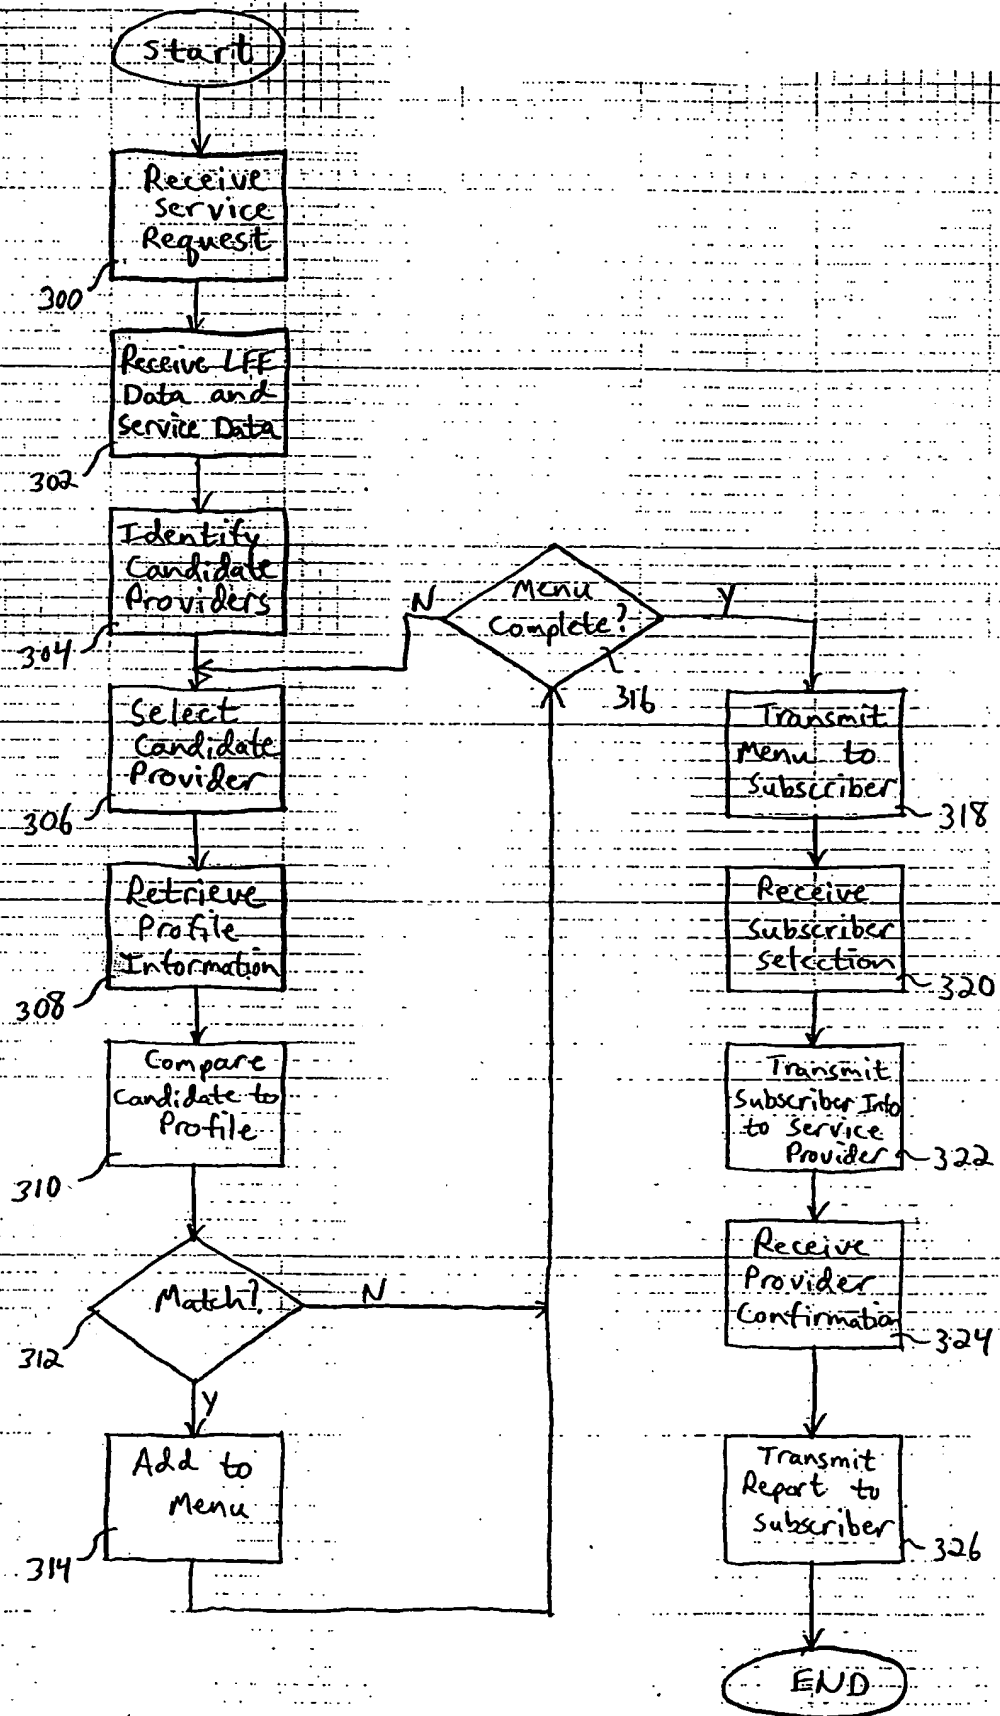 Start
Receive
Service
Request
300
Receive LFE
Data and
Service Data
302
Identify
Candidate
Providers
304
Select
Candidate
Provider
306
Retrieve
Profile
Information
308
Compare
Candidate to
Profile
310
Match?
N
312
Y
Add to
Menu
314
N
Menu
Complete?
Y
316
Transmit
Menu to
Subscriber
318
Receive
Subscriber
Selection
320
Transmit
Subscriber Info
to Service
Provider
322
Receive
Provider
Confirmation
324
Transmit
Report to
Subscriber
326
END